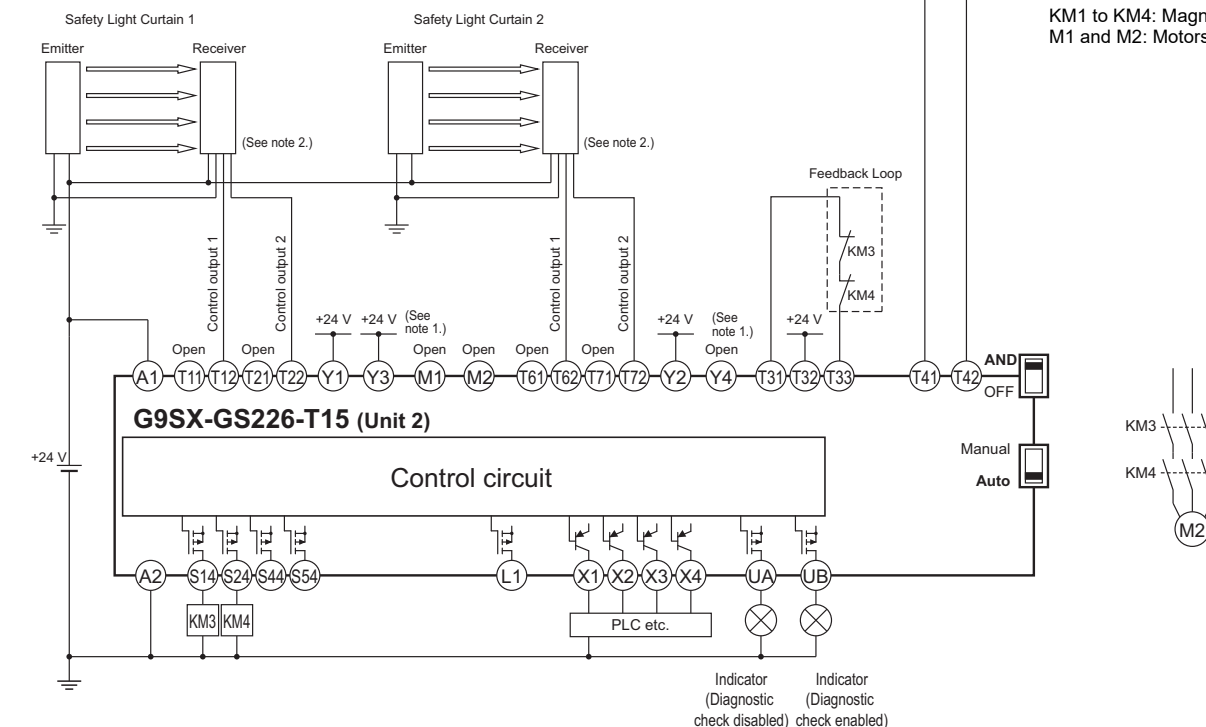 Safety Light Curtain 1
Safety Light Curtain 2
KM1 to KM4: Magn
M1 and M2: Motors
Emitter
Receiver
Emitter
Receiver
(See note 2.)
(See note 2.)
Feedback Loop
KM3
KM4
Control output 1
Control output 2
Control output 1
Control output 2
+24 V
+24 V
(See
note 1.)
+24 V
(See
note 1.)
+24 V
Open
Open
Open
Open
Open
Open
Open
A1
T11
T12
T21
T22
Y1
Y3
M1
M2
T61
T62
T71
T72
Y2
Y4
T31
T32
T33
T41
T42
AND
OFF
G9SX-GS226-T15 (Unit 2)
Manual
Auto
KM3
KM4
M2
+24 V
Control circuit
A2
S14
S24
S44
S54
L1
X1
X2
X3
X4
UA
UB
KM3
KM4
PLC etc.
Indicator
(Diagnostic
check disabled)
Indicator
(Diagnostic
check enabled)